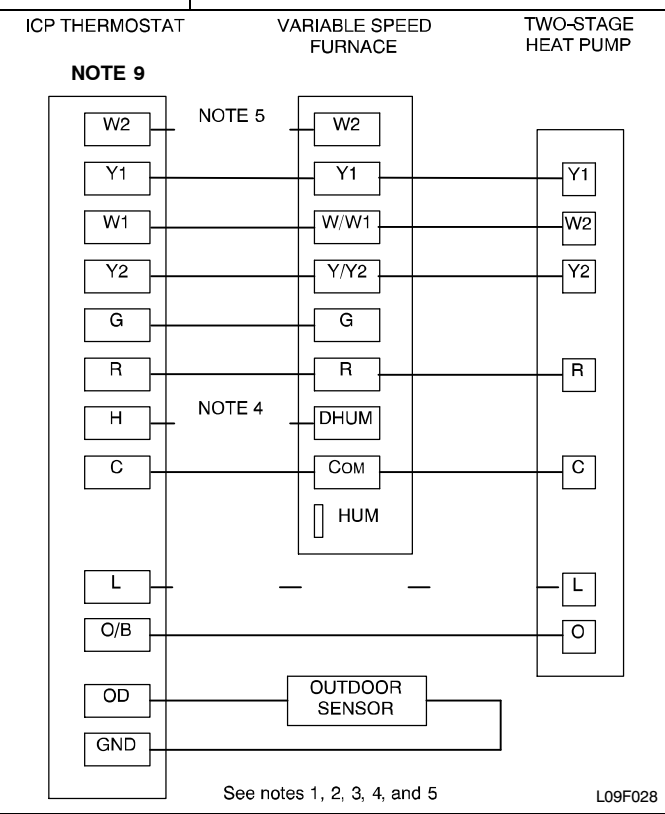 ICP THERMOSTAT
VARIABLE SPEED
FURNACE
TWO-STAGE
HEAT PUMP
NOTE 9
W2 NOTE 5 W2
Y1 Y1 Y1
W1 W/W1 W2
Y2 Y/Y2 Y2
G G
R R R
H NOTE 4 DHUM
C COM C
HUM
L L
O/B O
OD OUTDOOR
SENSOR
GND
See notes 1, 2, 3, 4, and 5
L09F028